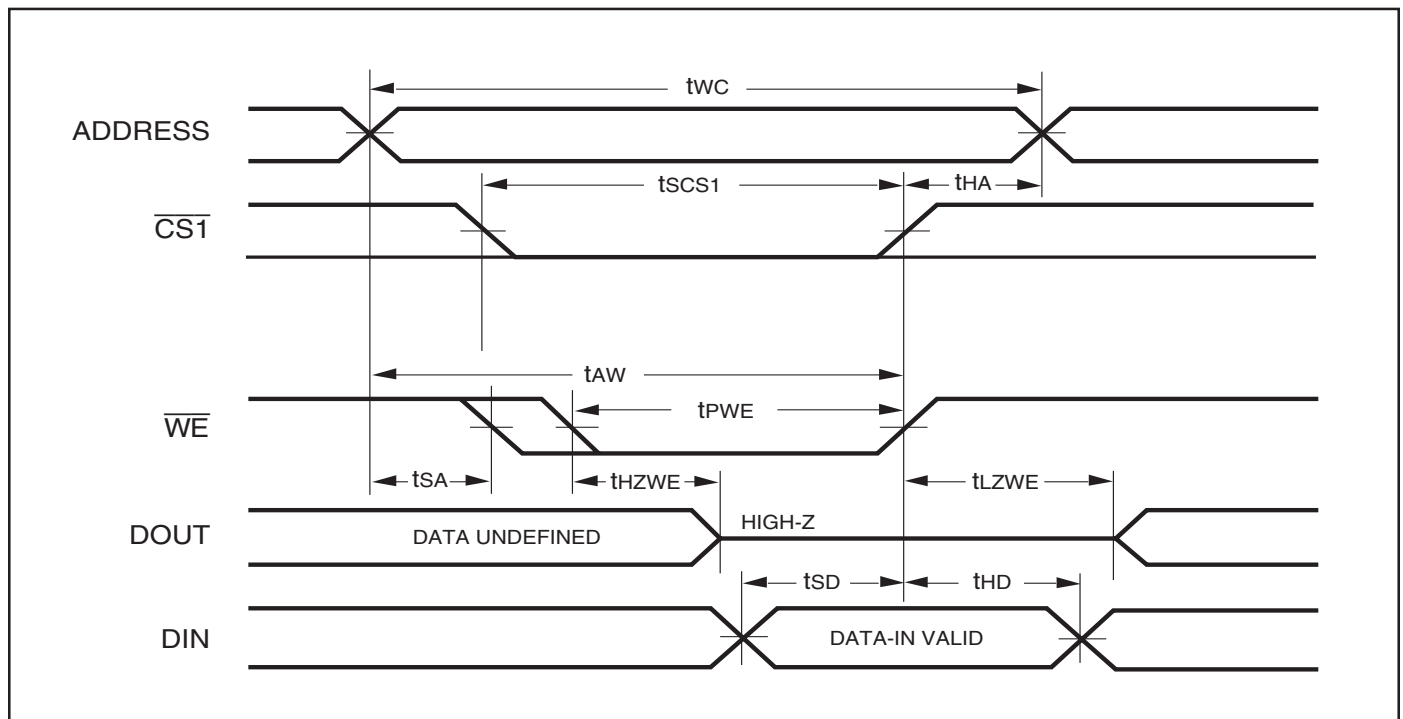 tWC
ADDRESS
tSCS1
tHA
CS1
tAW
tPWE
WE
tSA
tHZWE
tLZWE
HIGH-Z
DOUT
DATA UNDEFINED
tSD
tHD
DIN
DATA-IN VALID